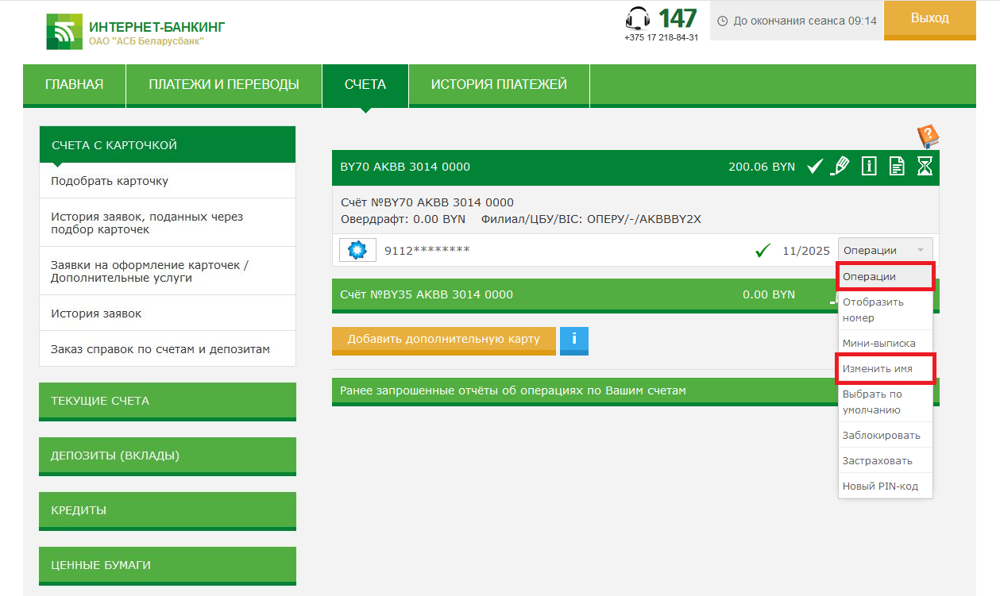 ИНТЕРНЕТ-БАНКИНГ
ОАО "АСБ Беларусбанк"
147
+375 17 218-84-31
До окончания сеанса 09:14
Выход
ГЛАВНАЯ
ПЛАТЕЖИ И ПЕРЕВОДЫ
СЧЕТА
ИСТОРИЯ ПЛАТЕЖЕЙ
СЧЕТА С КАРТОЧКОЙ
Подобрать карточку
История заявок, поданных через
подбор карточек
Заявки на оформление карточек /
Дополнительные услуги
История заявок
Заказ справок по счетам и депозитам
ТЕКУЩИЕ СЧЕТА
ДЕПОЗИТЫ (ВКЛАДЫ)
КРЕДИТЫ
ЦЕННЫЕ БУМАГИ
?
BY70 AKBB 3014 0000
200.06 BYN
i
Счёт №BY70 AKBB 3014 0000
Овердрафт: 0.00 BYN Филиал/ЦБУ/BIC: ОПЕРУ/-/AKBBBY2X
9112********
11/2025
Операции
Счёт №BY35 AKBB 3014 0000
0.00 BYN
Добавить дополнительную карту
i
Ранее запрошенные отчёты об операциях по Вашим счетам
Операции
Отобразить
номер
Мини-выписка
Изменить имя
Выбрать по
умолчанию
Заблокировать
Застраховать
Новый PIN-код